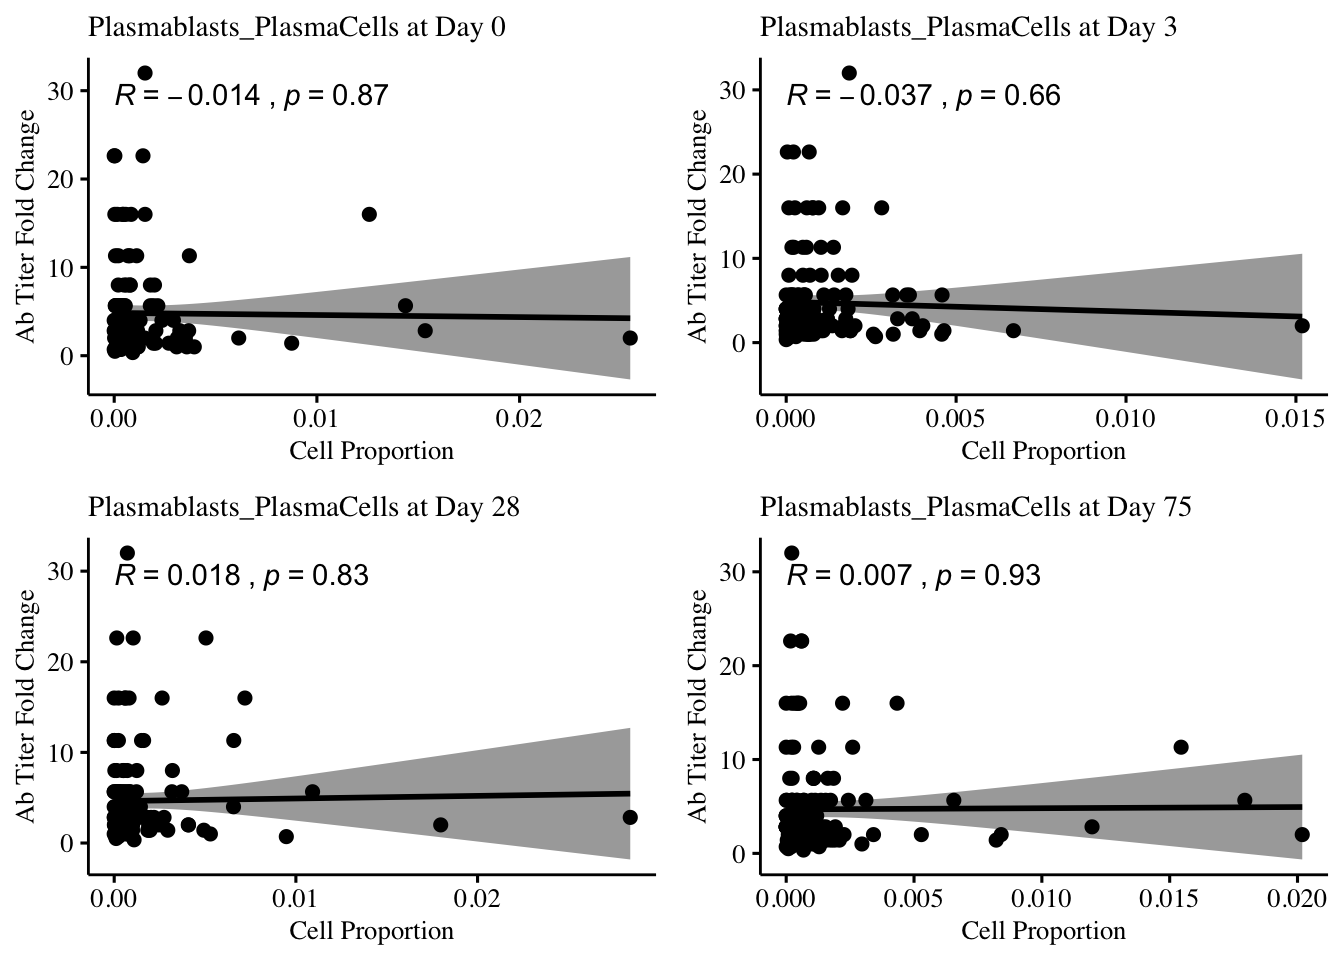 Plasmablasts_PlasmaCells at Day 0
R = −0.014 , p = 0.87
30
20
10
0
Ab Titer Fold Change
0.00 0.01 0.02
Cell Proportion
Plasmablasts_PlasmaCells at Day 3
R = −0.037 , p = 0.66
30
20
10
0
Ab Titer Fold Change
0.000 0.005 0.010 0.015
Cell Proportion
Plasmablasts_PlasmaCells at Day 28
R = 0.018 , p = 0.83
30
20
10
0
Ab Titer Fold Change
0.00 0.01 0.02
Cell Proportion
Plasmablasts_PlasmaCells at Day 75
R = 0.007 , p = 0.93
30
20
10
0
Ab Titer Fold Change
0.000 0.005 0.010 0.015 0.020
Cell Proportion